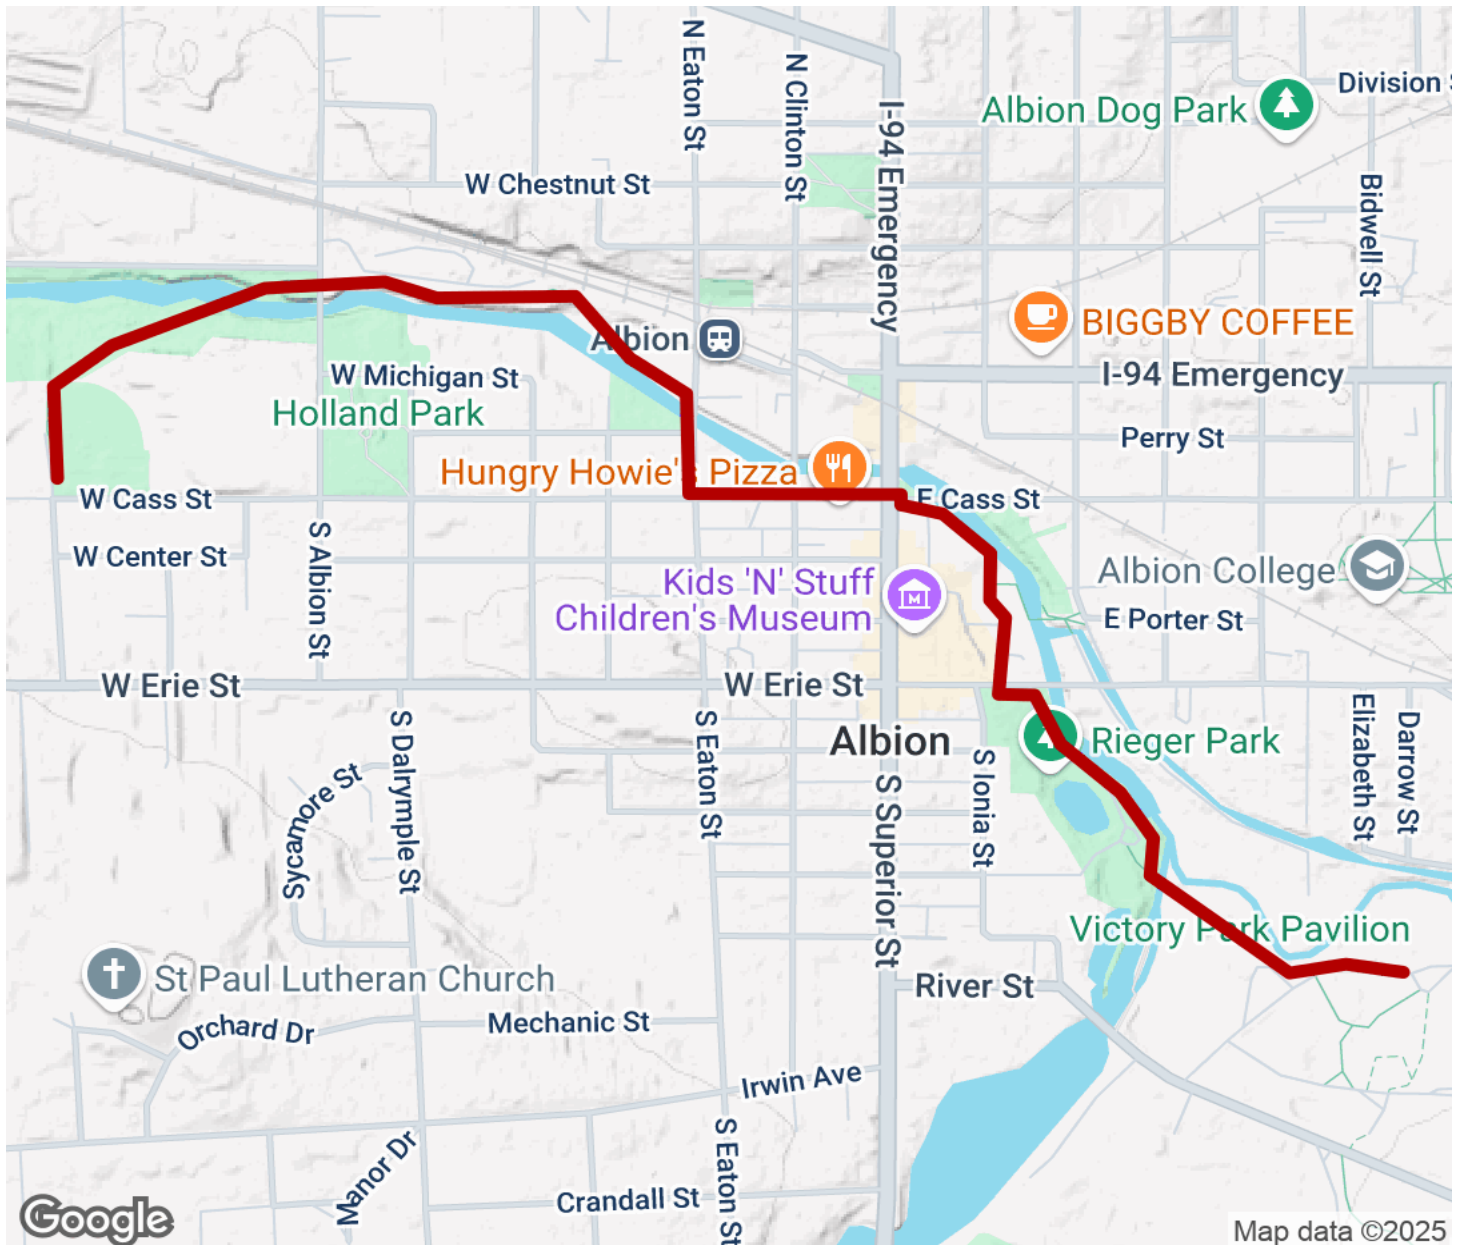 N Eaton St
N Clinton St
I-94 Emergency
Albion Dog Park
Division
W Chestnut St
Bidwell St
Albion
BIGGBY COFFEE
W Michigan St
I-94 Emergency
Holland Park
Perry St
Hungry Howie's Pizza
W Cass St
E Cass St
S Albion St
W Center St
Kids 'N' Stuff
Children's Museum
Albion College
E Porter St
W Erie St
W Erie St
S Dalrymple St
S Eaton St
Albion
Rieger Park
Elizabeth St
Darrow St
Sycamore St
S Superior St
S Ionia St
Victory Park Pavilion
St Paul Lutheran Church
River St
Orchard Dr
Mechanic St
Irwin Ave
Manor Dr
S Eaton St
Crandall St
Google
Map data ©2025